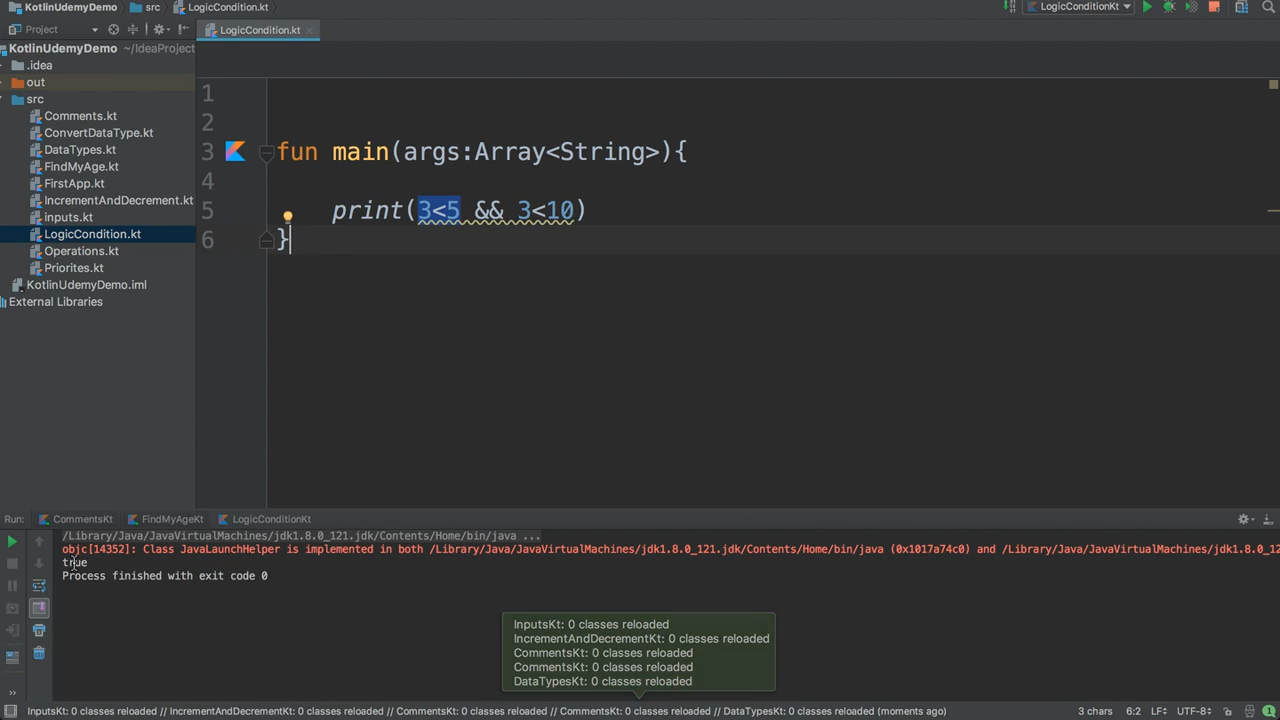 KotlinUdemyDemo src LogicCondition.kt LogicConditionKt
Project LogicCondition.kt
KotlinUdemyDemo ~/IdeaProject
.idea
out
src
Comments.kt
ConvertDataType.kt
DataTypes.kt
FindMyAge.kt
FirstApp.kt
IncrementAndDecrement.kt
inputs.kt
LogicCondition.kt
Operations.kt
Priorites.kt
KotlinUdemyDemo.iml
External Libraries
1
2
3 fun main(args:Array<String>){
4
5 print(3<5 && 3<10)
6 }
Run: CommentsKt FindMyAgeKt LogicConditionKt
/Library/Java/JavaVirtualMachines/jdk1.8.0_121.jdk/Contents/Home/bin/java ...
objc[14352]: Class JavaLaunchHelper is implemented in both /Library/Java/JavaVirtualMachines/jdk1.8.0_121.jdk/Contents/Home/bin/java (0x1017a74c0) and /Library/Java/JavaVirtualMachines/jdk1.8.0_12
true
Process finished with exit code 0
InputsKt: 0 classes reloaded
IncrementAndDecrementKt: 0 classes reloaded
CommentsKt: 0 classes reloaded
CommentsKt: 0 classes reloaded
DataTypesKt: 0 classes reloaded
InputsKt: 0 classes reloaded // IncrementAndDecrementKt: 0 classes reloaded // CommentsKt: 0 classes reloaded // CommentsKt: 0 classes reloaded // DataTypesKt: 0 classes reloaded (moments ago) 3 chars 6:2 LF÷ UTF-8÷ 1